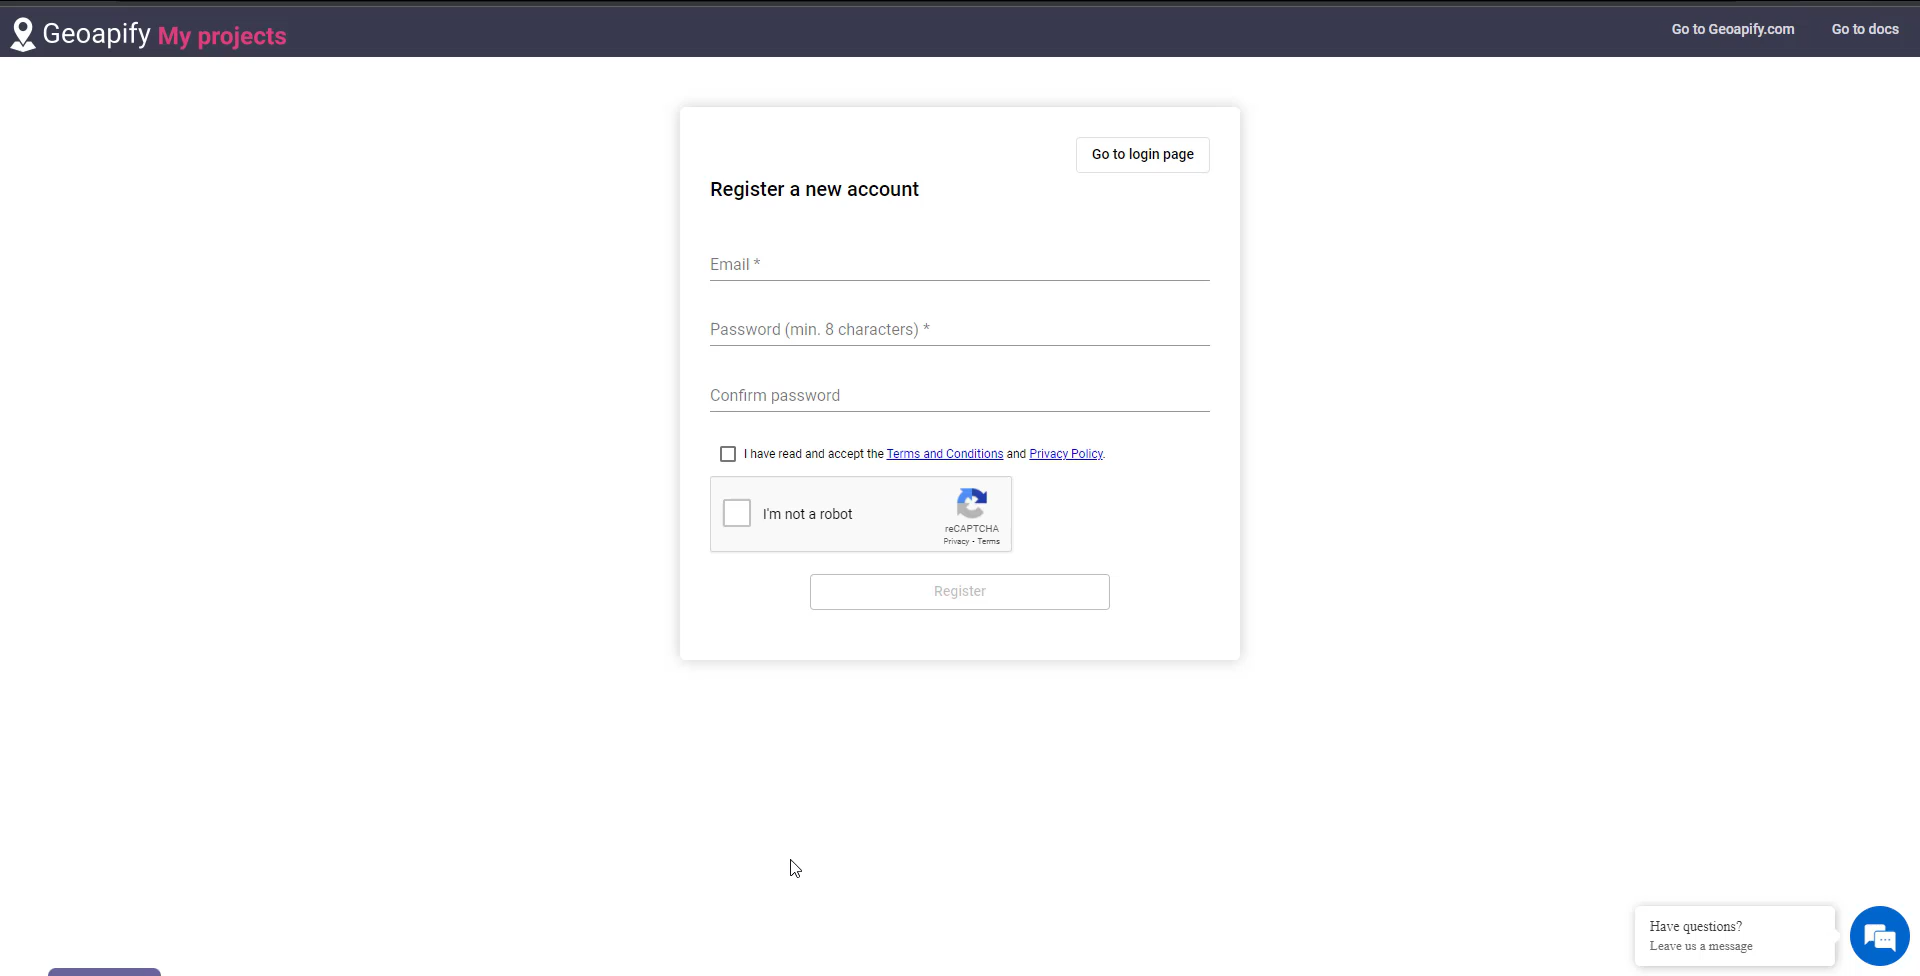 Geoapify My projects
Go to Geoapify.com
Go to docs
Go to login page
Register a new account
Email *
Password (min. 8 characters) *
Confirm password
I have read and accept the Terms and Conditions and Privacy Policy.
I'm not a robot
reCAPTCHA
Privacy - Terms
Register
Have questions?
Leave us a message